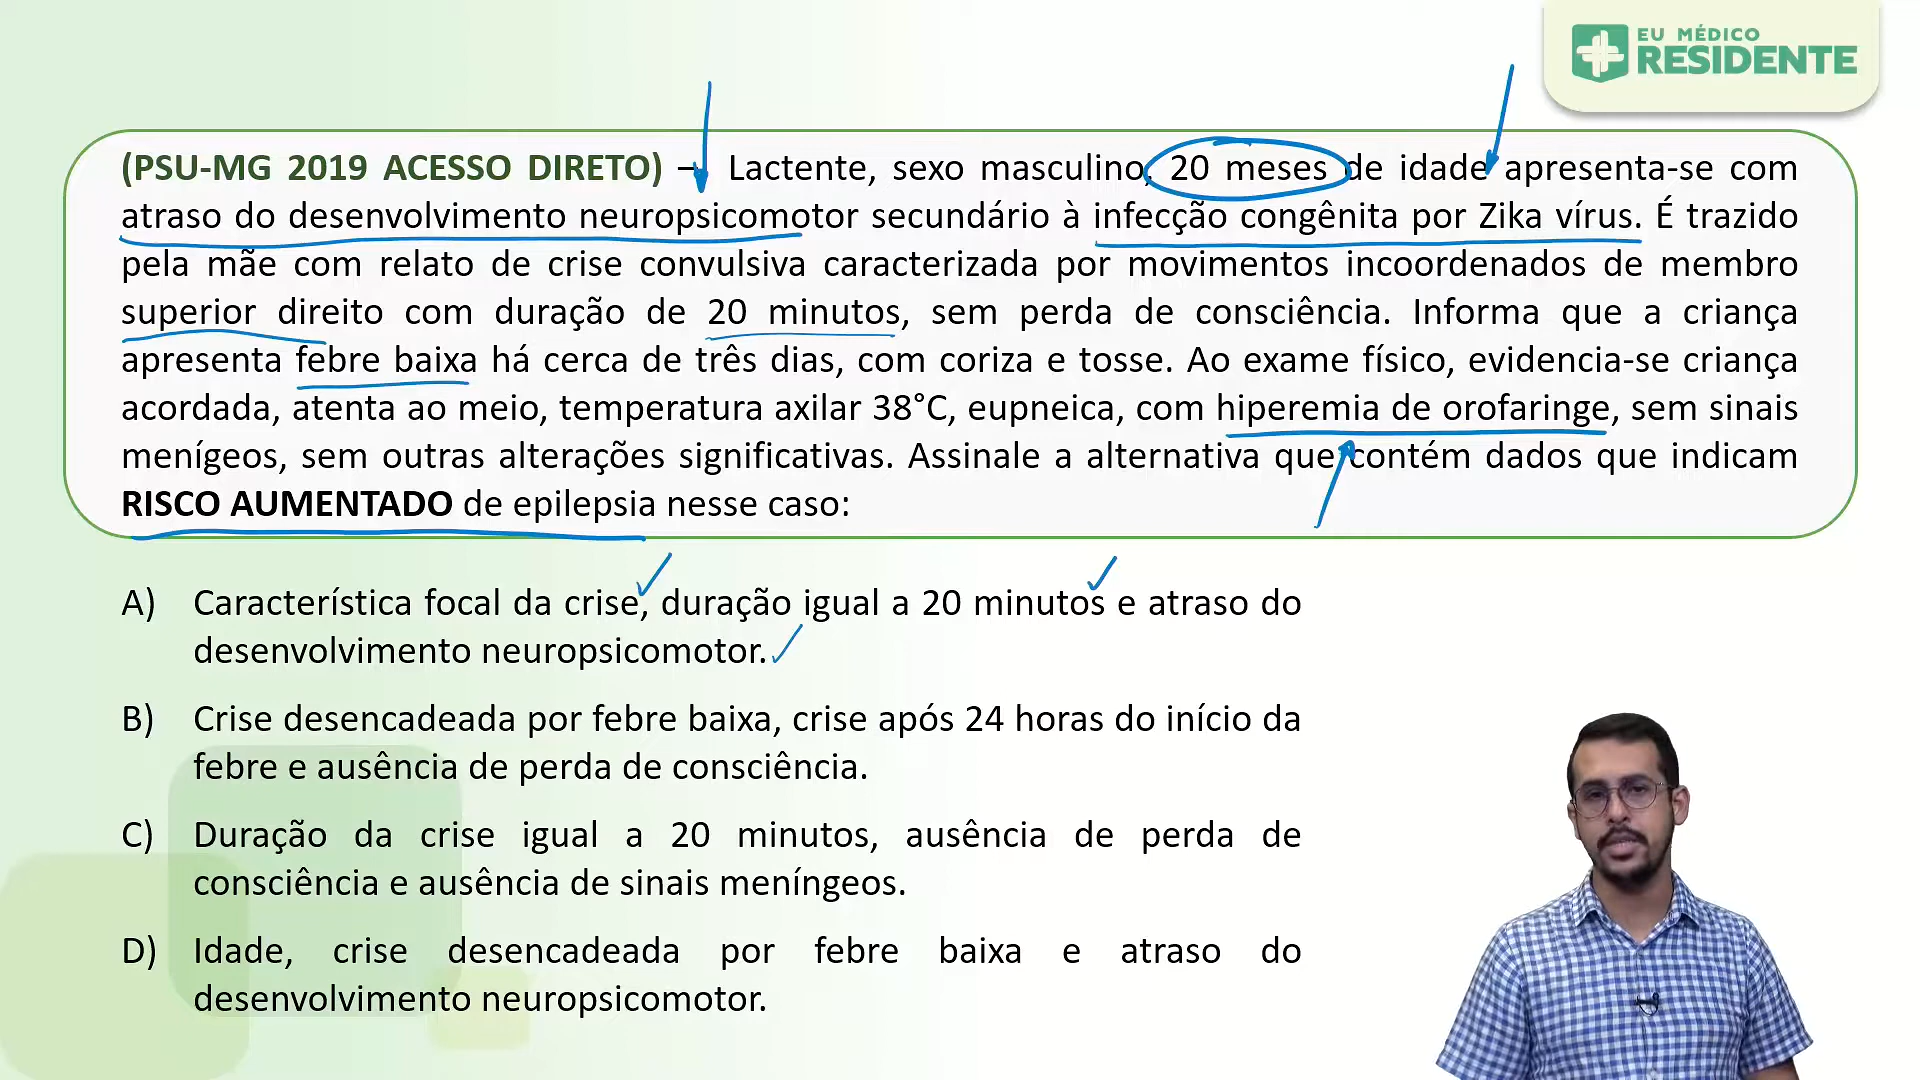 EU MÉDICO
RESIDENTE
(PSU-MG 2019 ACESSO DIRETO) – Lactente, sexo masculino, 20 meses de idade apresenta-se com
atraso do desenvolvimento neuropsicomotor secundário à infecção congênita por Zika vírus. É trazido
pela mãe com relato de crise convulsiva caracterizada por movimentos incoordenados de membro
superior direito com duração de 20 minutos, sem perda de consciência. Informa que a criança
apresenta febre baixa há cerca de três dias, com coriza e tosse. Ao exame físico, evidencia-se criança
acordada, atenta ao meio, temperatura axilar 38°C, eupneica, com hiperemia de orofaringe, sem sinais
menígeos, sem outras alterações significativas. Assinale a alternativa que contém dados que indicam
RISCO AUMENTADO de epilepsia nesse caso:
A) Característica focal da crise, duração igual a 20 minutos e atraso do
desenvolvimento neuropsicomotor.
B) Crise desencadeada por febre baixa, crise após 24 horas do início da
febre e ausência de perda de consciência.
C) Duração da crise igual a 20 minutos, ausência de perda de
consciência e ausência de sinais meníngeos.
D) Idade, crise desencadeada por febre baixa e atraso do
desenvolvimento neuropsicomotor.